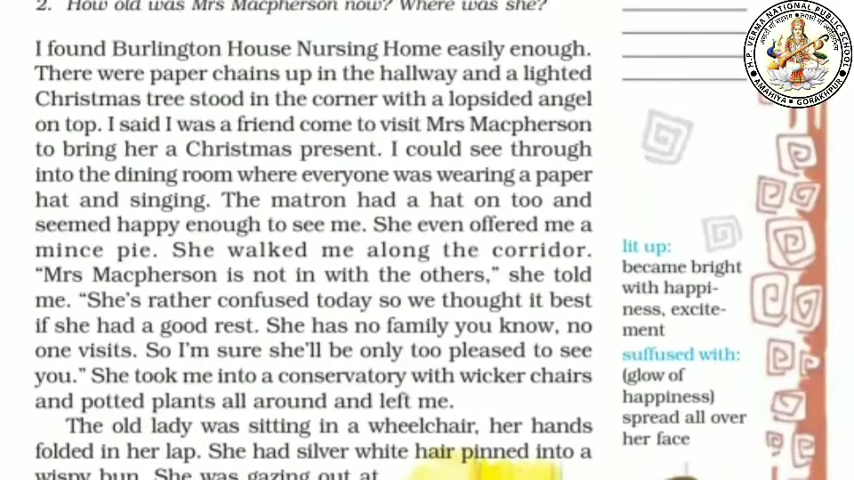 2. How old was Mrs Macpherson now? Where was she?
I found Burlington House Nursing Home easily enough.
There were paper chains up in the hallway and a lighted
Christmas tree stood in the corner with a lopsided angel
on top. I said I was a friend come to visit Mrs Macpherson
to bring her a Christmas present. I could see through
into the dining room where everyone was wearing a paper
hat and singing. The matron had a hat on too and
seemed happy enough to see me. She even offered me a
mince pie. She walked me along the corridor.
“Mrs Macpherson is not in with the others,” she told
me. “She’s rather confused today so we thought it best
if she had a good rest. She has no family you know, no
one visits. So I’m sure she’ll be only too pleased to see
you.” She took me into a conservatory with wicker chairs
and potted plants all around and left me.
The old lady was sitting in a wheelchair, her hands
folded in her lap. She had silver white hair pinned into a
wispy bun. She was gazing out at
lit up:
became bright
with happi-
ness, excite-
ment
suffused with:
(glow of
happiness)
spread all over
her face
H.P. VERMA NATIONAL PUBLIC SCHOOL
AMAHIYA GORAKHPUR